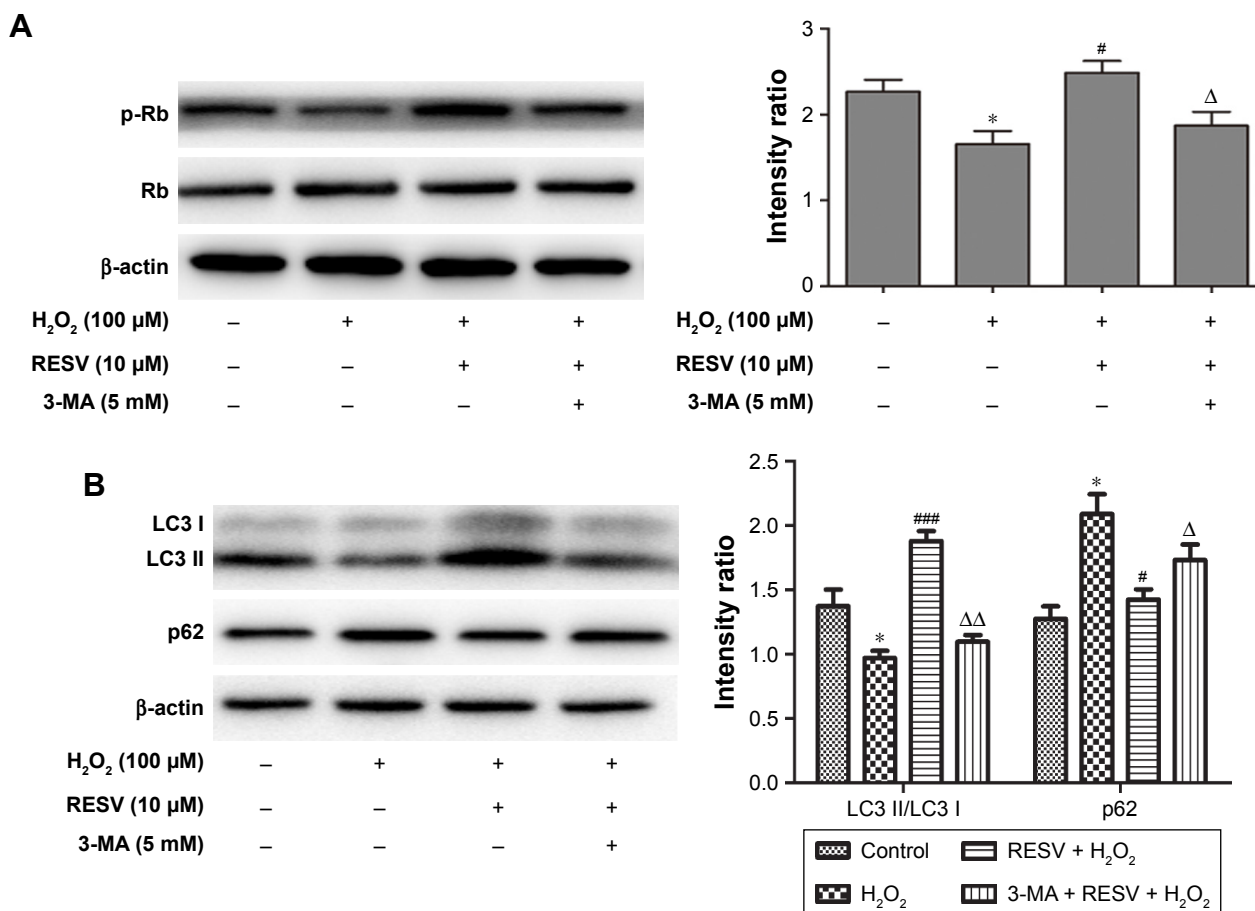 A
p-Rb
Rb
β-actin
H₂O₂ (100 µM) – + + +
RESV (10 µM) – – + +
3-MA (5 mM) – – – +
Intensity ratio
3
2
1
0
*
#
Δ
H₂O₂ (100 µM) – + + +
RESV (10 µM) – – + +
3-MA (5 mM) – – – +
B
LC3 I
LC3 II
p62
β-actin
H₂O₂ (100 µM) – + + +
RESV (10 µM) – – + +
3-MA (5 mM) – – – +
Intensity ratio
2.5
2.0
1.5
1.0
0.5
0.0
*
###
ΔΔ
*
#
Δ
LC3 II/LC3 I p62
Control RESV + H₂O₂
H₂O₂ 3-MA + RESV + H₂O₂